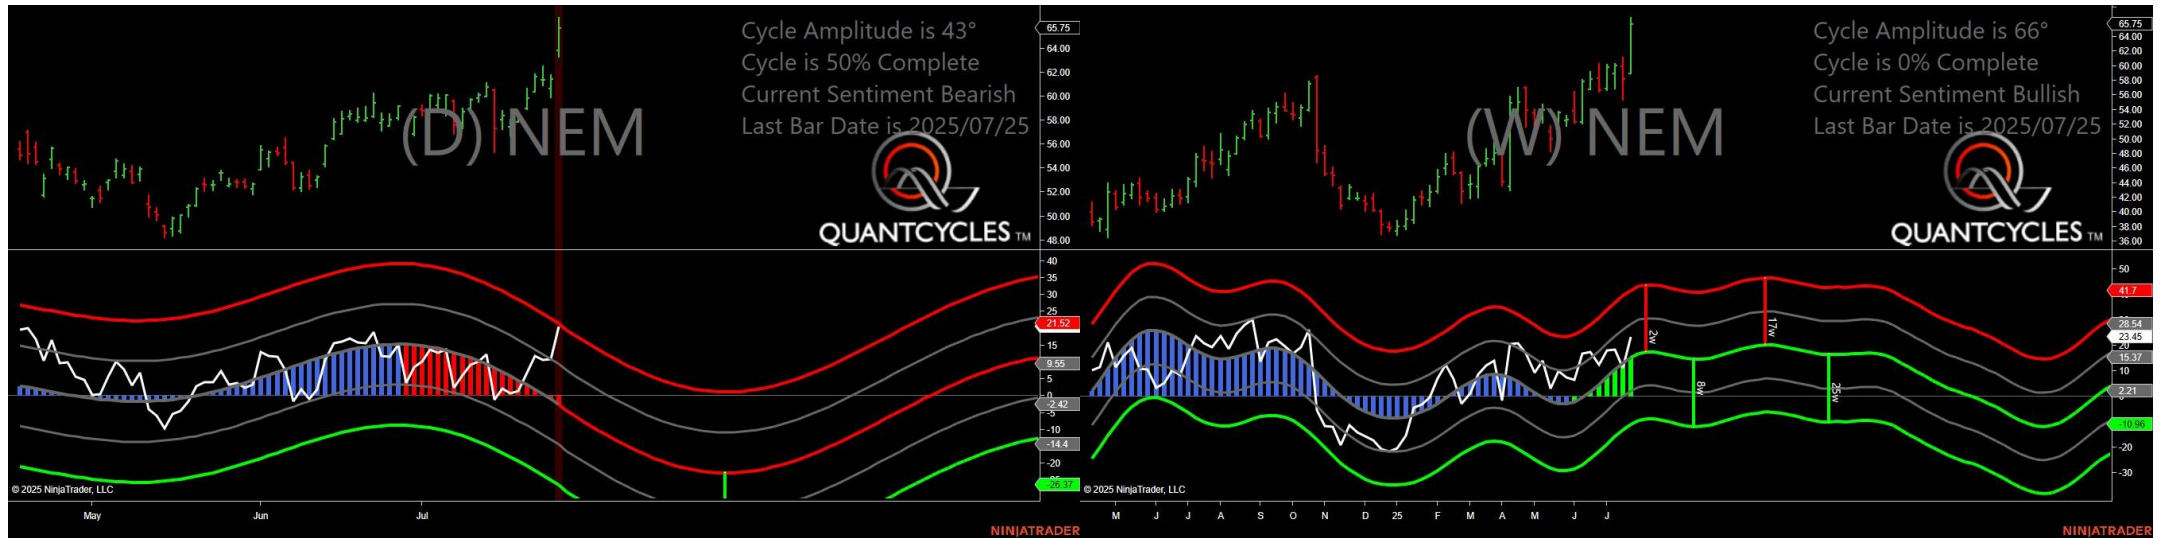 Cycle Amplitude is 43°
Cycle is 50% Complete
Current Sentiment Bearish
Last Bar Date is 2025/07/25
(D) NEM
QUANTCYCLES TM
65.75
64.00
62.00
60.00
58.00
56.00
54.00
52.00
50.00
48.00
40
35
30
25
21.52
15
9.55
5
0
-2.42
-5
-10
-14.4
-20
-26.37
© 2025 NinjaTrader, LLC
May
Jun
Jul
NINJATRADER
Cycle Amplitude is 66°
Cycle is 0% Complete
Current Sentiment Bullish
Last Bar Date is 2025/07/25
(W) NEM
QUANTCYCLES TM
65.75
64.00
62.00
60.00
58.00
56.00
54.00
52.00
50.00
48.00
46.00
44.00
42.00
40.00
38.00
36.00
50
41.7
28.54
23.45
20
15.37
10
2.21
-10.96
-20
-30
2w
8w
17w
25w
© 2025 NinjaTrader, LLC
M J J A S O N D 25 F M A M J J
NINJATRADER